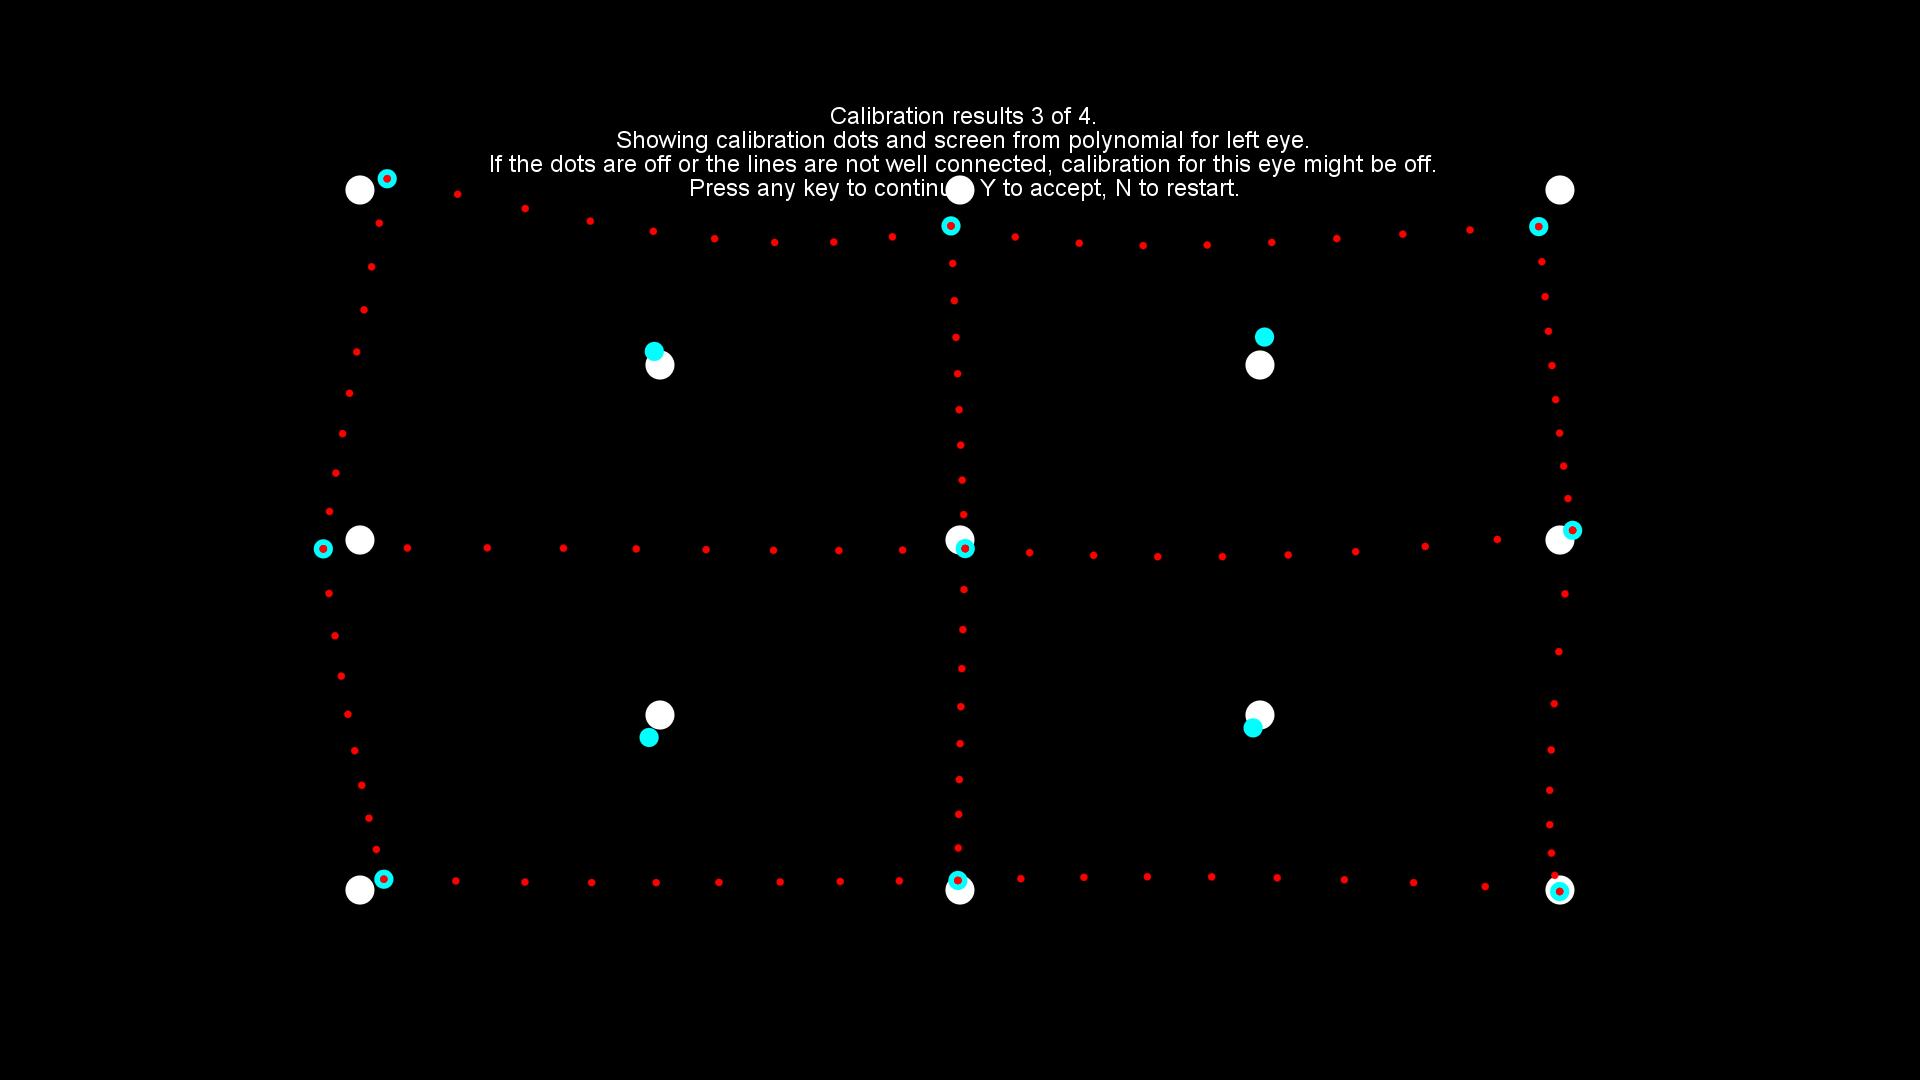 Calibration results 3 of 4.
Showing calibration dots and screen from polynomial for left eye.
If the dots are off or the lines are not well connected, calibration for this eye might be off.
Press any key to continu Y to accept, N to restart.